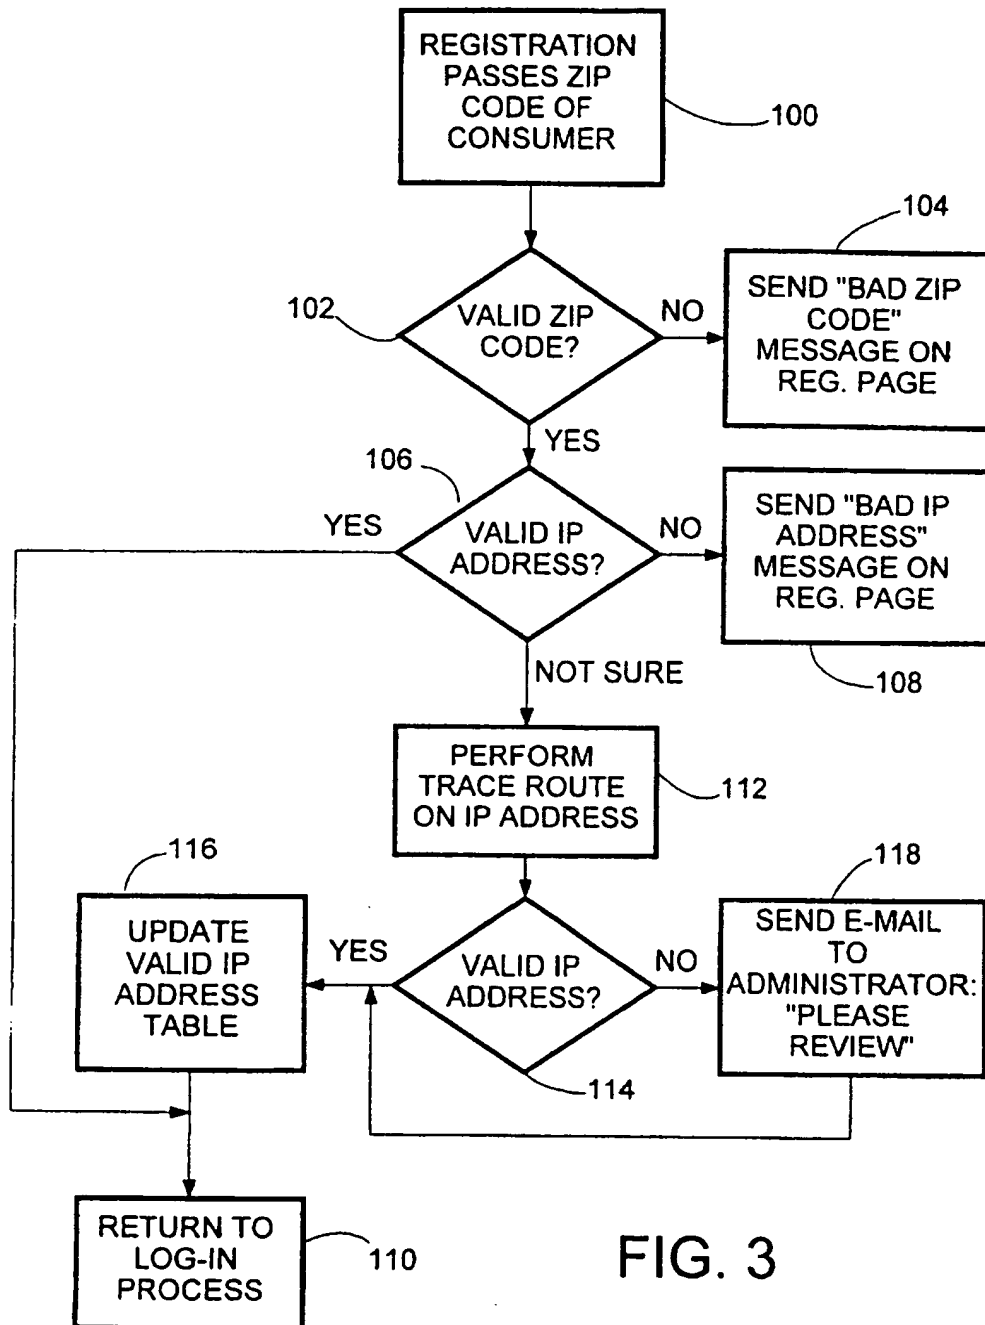 REGISTRATION
PASSES ZIP
CODE OF
CONSUMER
100
104
102
VALID ZIP
CODE?
NO
SEND "BAD ZIP
CODE"
MESSAGE ON
REG. PAGE
YES
106
YES
VALID IP
ADDRESS?
NO
SEND "BAD IP
ADDRESS"
MESSAGE ON
REG. PAGE
108
NOT SURE
PERFORM
TRACE ROUTE
ON IP ADDRESS
112
116
118
UPDATE
VALID IP
ADDRESS
TABLE
YES
VALID IP
ADDRESS?
NO
SEND E-MAIL
TO
ADMINISTRATOR:
"PLEASE
REVIEW"
114
RETURN TO
LOG-IN
PROCESS
110
FIG. 3